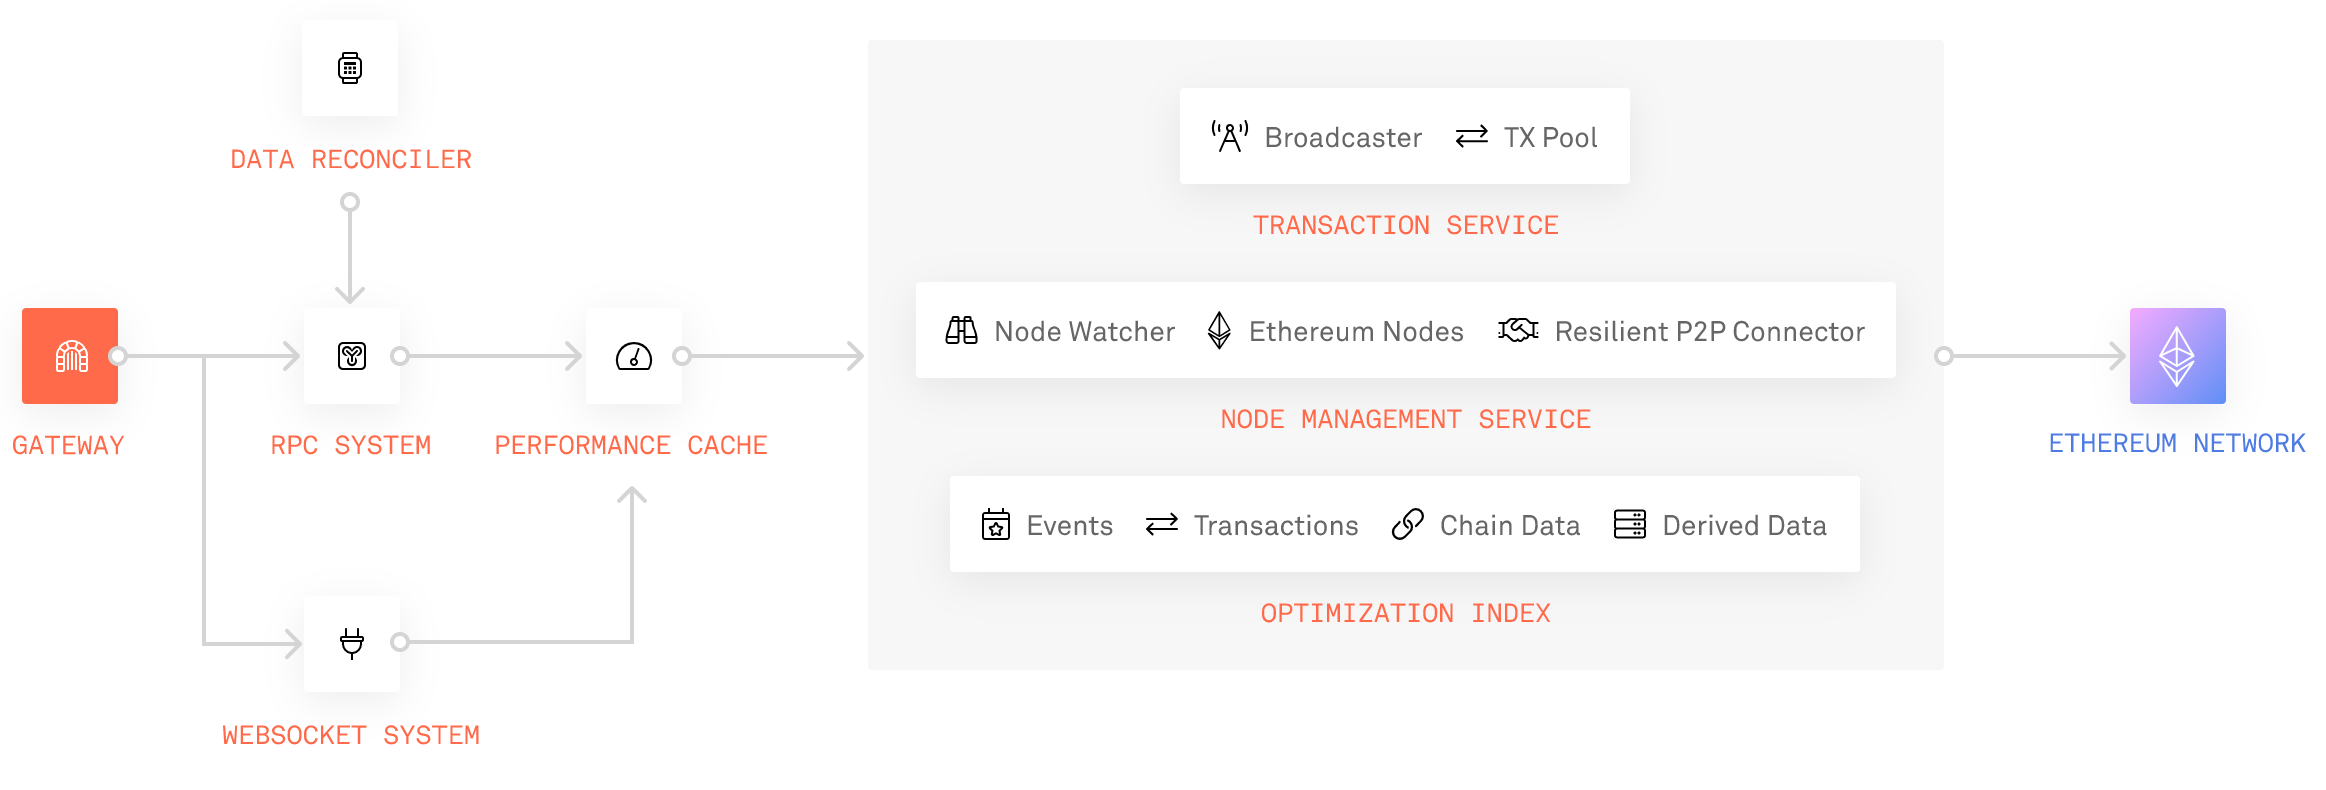 DATA RECONCILER
GATEWAY
RPC SYSTEM
PERFORMANCE CACHE
WEBSOCKET SYSTEM
Broadcaster
TX Pool
TRANSACTION SERVICE
Node Watcher
Ethereum Nodes
Resilient P2P Connector
NODE MANAGEMENT SERVICE
Events
Transactions
Chain Data
Derived Data
OPTIMIZATION INDEX
ETHEREUM NETWORK